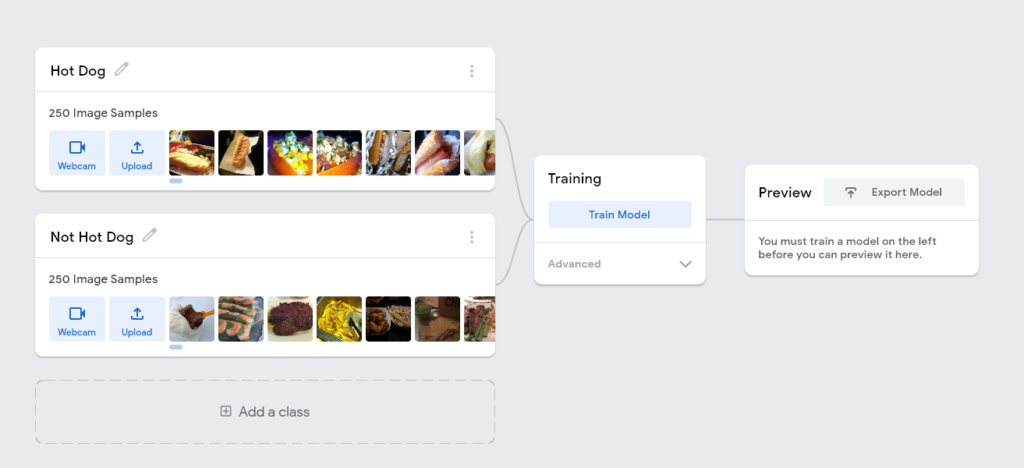 Hot Dog
250 Image Samples
Webcam
Upload
Not Hot Dog
250 Image Samples
Webcam
Upload
Add a class
Training
Train Model
Advanced
Preview
Export Model
You must train a model on the left
before you can preview it here.